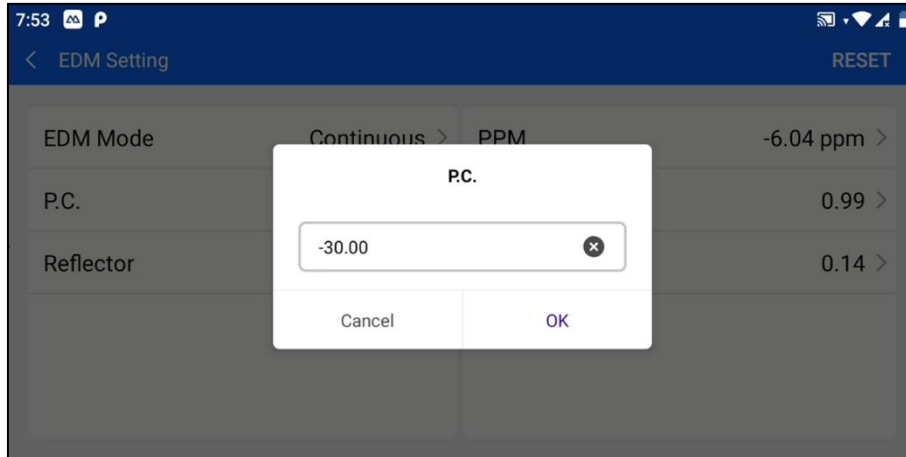 7:53
EDM Setting
RESET
EDM Mode
Continuous
PPM
-6.04 ppm
P.C.
P.C.
0.99
-30.00
Reflector
0.14
Cancel
OK